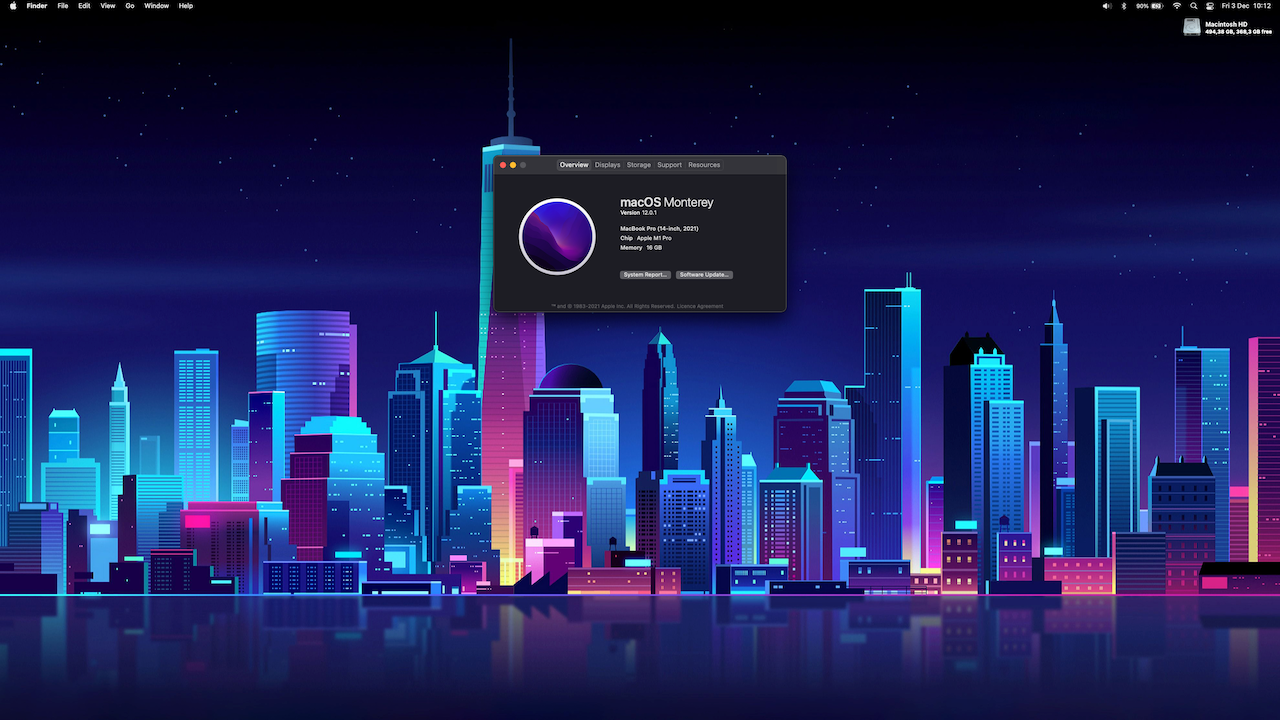 Finder File Edit View Go Window Help
90% Fri 3 Dec 10:12
Macintosh HD
494,38 GB, 368,3 GB free
Overview Displays Storage Support Resources
macOS Monterey
Version 12.0.1
MacBook Pro (14-inch, 2021)
Chip Apple M1 Pro
Memory 16 GB
System Report... Software Update...
™ and © 1983-2021 Apple Inc. All Rights Reserved. Licence Agreement